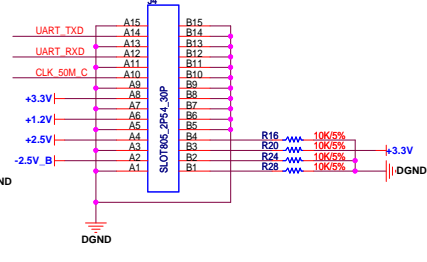 J4
A15 B15
UART_TXD A14 B14
A13 B13
UART_RXD A12 B12
A11 B11
CLK_50M_C A10 B10
A9 B9
+3.3V A8 B8
A7 B7
+1.2V A6 B6
A5 B5
+2.5V A4 B4 R16 10K/5%
A3 B3 R20 10K/5% +3.3V
-2.5V_B A2 B2 R24 10K/5%
A1 B1 R28 10K/5% DGND
SLOT805_2P54_30P
ND
DGND